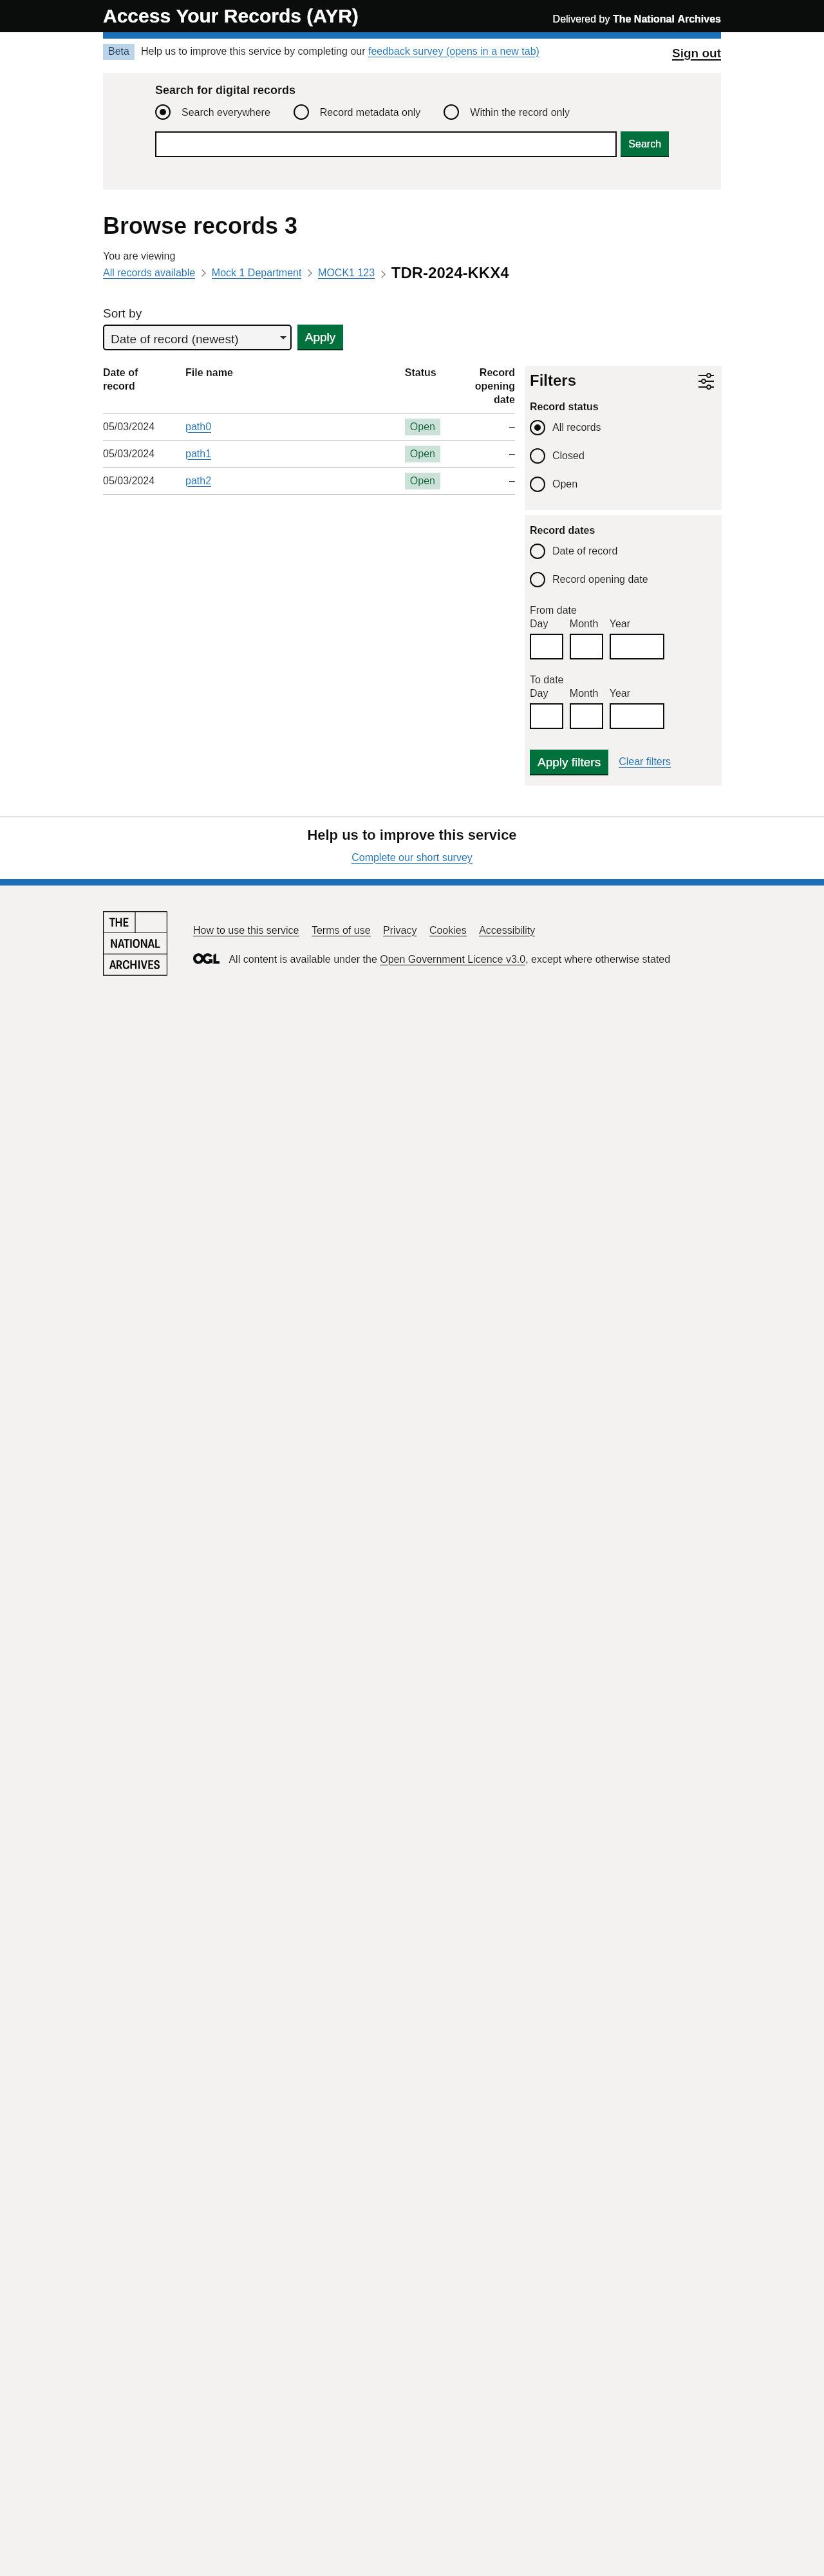 Access Your Records (AYR)
Delivered by The National Archives
Beta Help us to improve this service by completing our feedback survey (opens in a new tab)
Sign out
Search for digital records
Search everywhere Record metadata only Within the record only
Search
Browse records 3
You are viewing
All records available Mock 1 Department MOCK1 123 TDR-2024-KKX4
Sort by
Date of record (newest) Apply
Date of record File name Status Record opening date
05/03/2024 path0 Open –
05/03/2024 path1 Open –
05/03/2024 path2 Open –
Filters
Record status
All records
Closed
Open
Record dates
Date of record
Record opening date
From date
Day Month Year
To date
Day Month Year
Apply filters Clear filters
Help us to improve this service
Complete our short survey
THE
NATIONAL
ARCHIVES
How to use this service Terms of use Privacy Cookies Accessibility
OGL All content is available under the Open Government Licence v3.0, except where otherwise stated